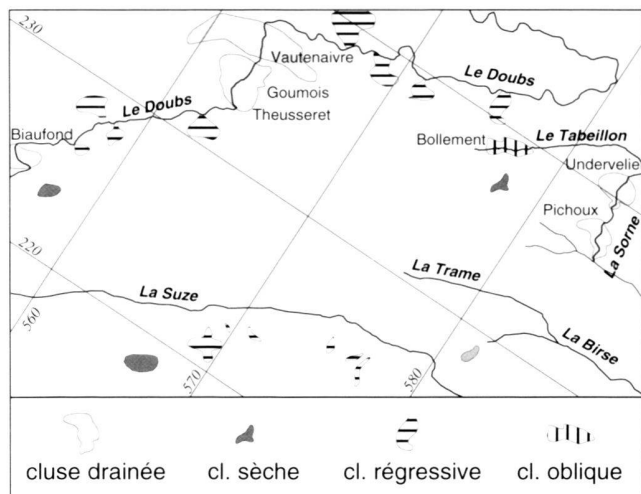 230
Vautenaivre
Le Doubs
Goumois
Le Doubs
Theusseret
Biaufond
Bollement
Le Tabeillon
Undervelier
Pichoux
La Sorne
220
La Trame
La Suze
La Birse
560
570
580
cluse drainée
cl. sèche
cl. régressive
cl. oblique